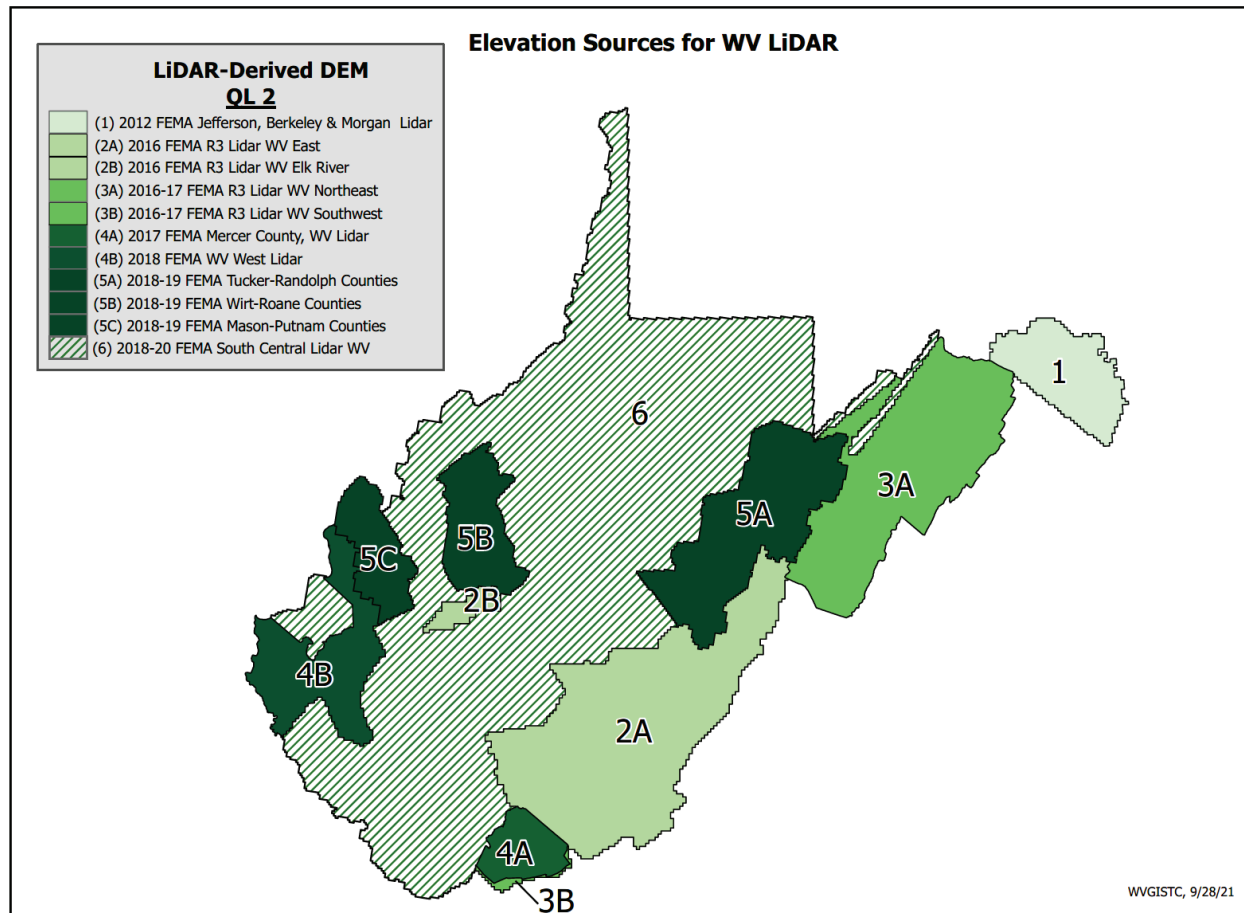 Elevation Sources for WV LiDAR
LiDAR-Derived DEM
QL 2
(1) 2012 FEMA Jefferson, Berkeley & Morgan Lidar
(2A) 2016 FEMA R3 Lidar WV East
(2B) 2016 FEMA R3 Lidar WV Elk River
(3A) 2016-17 FEMA R3 Lidar WV Northeast
(3B) 2016-17 FEMA R3 Lidar WV Southwest
(4A) 2017 FEMA Mercer County, WV Lidar
(4B) 2018 FEMA WV West Lidar
(5A) 2018-19 FEMA Tucker-Randolph Counties
(5B) 2018-19 FEMA Wirt-Roane Counties
(5C) 2018-19 FEMA Mason-Putnam Counties
(6) 2018-20 FEMA South Central Lidar WV
1
6
3A
5A
5B
5C
2B
4B
2A
4A
3B
WVGISTC, 9/28/21